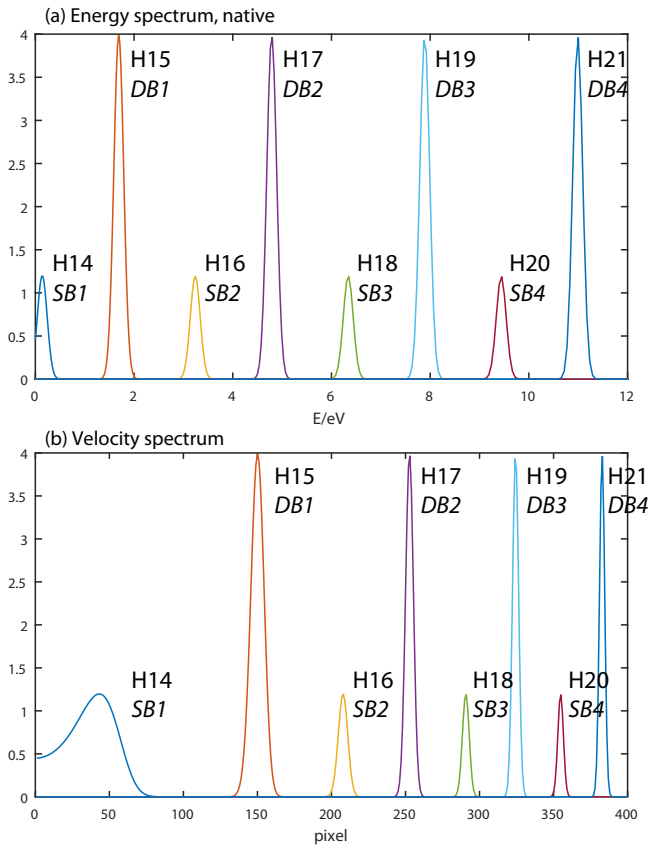 (a) Energy spectrum, native
4
3.5
3
2.5
2
1.5
1
0.5
0
H15
DB1
H17
DB2
H19
DB3
H21
DB4
H14
SB1
H16
SB2
H18
SB3
H20
SB4
0 2 4 6 8 10 12
E/eV
(b) Velocity spectrum
4
3.5
3
2.5
2
1.5
1
0.5
0
H15
DB1
H17
DB2
H19
DB3
H21
DB4
H14
SB1
H16
SB2
H18
SB3
H20
SB4
0 50 100 150 200 250 300 350 400
pixel